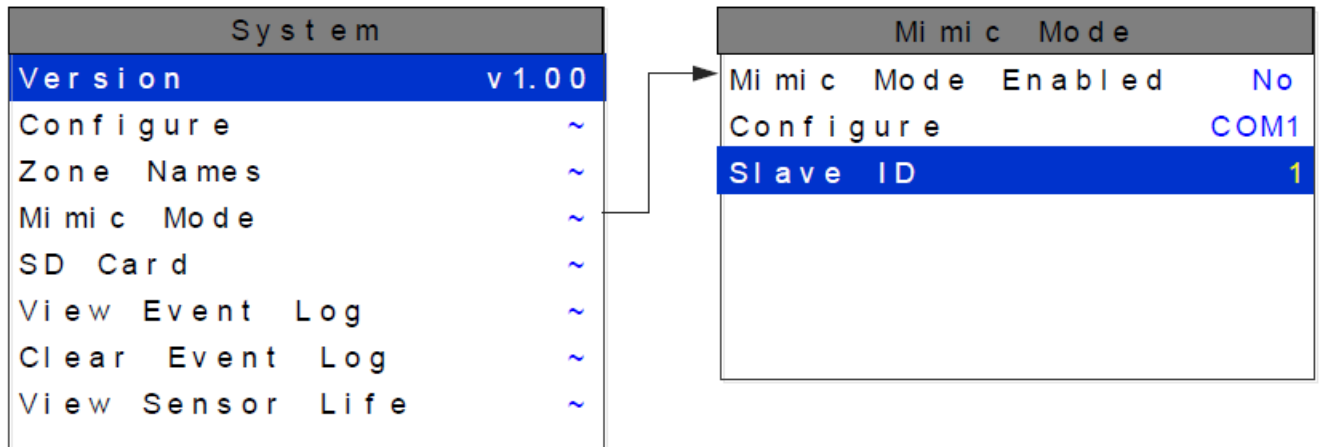 System
Version v1.00
Configure ~
Zone Names ~
Mimic Mode ~
SD Card ~
View Event Log ~
Clear Event Log ~
View Sensor Life ~
Mimic Mode
Mimic Mode Enabled No
Configure COM1
Slave ID 1